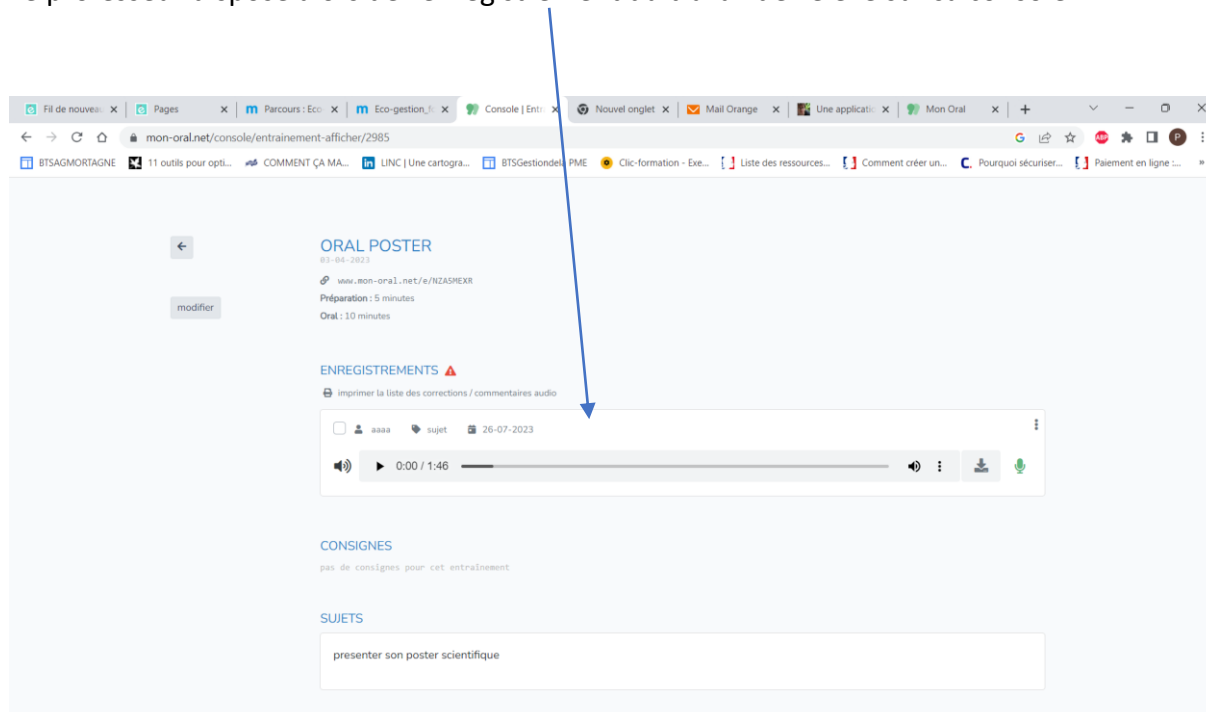 Fil de nouveau Pages Parcours : Eco Eco-gestion_ Console | Entr Nouvel onglet Mail Orange Une applicatio Mon Oral
mon-oral.net/console/entrainement-afficher/2985
BTSAGMORTAGNE 11 outils pour opti... COMMENT ÇA MA... LINC | Une cartogra... BTSGestiondela PME Clic-formation - Exe... Liste des ressources... Comment créer un... Pourquoi sécuriser... Paiement en ligne :...
ORAL POSTER
03-04-2023
www.mon-oral.net/e/NZASMEXR
modifier
Préparation : 5 minutes
Oral : 10 minutes
ENREGISTREMENTS
imprimer la liste des corrections / commentaires audio
aaaa sujet 26-07-2023
0:00 / 1:46
CONSIGNES
pas de consignes pour cet entraînement
SUJETS
presenter son poster scientifique